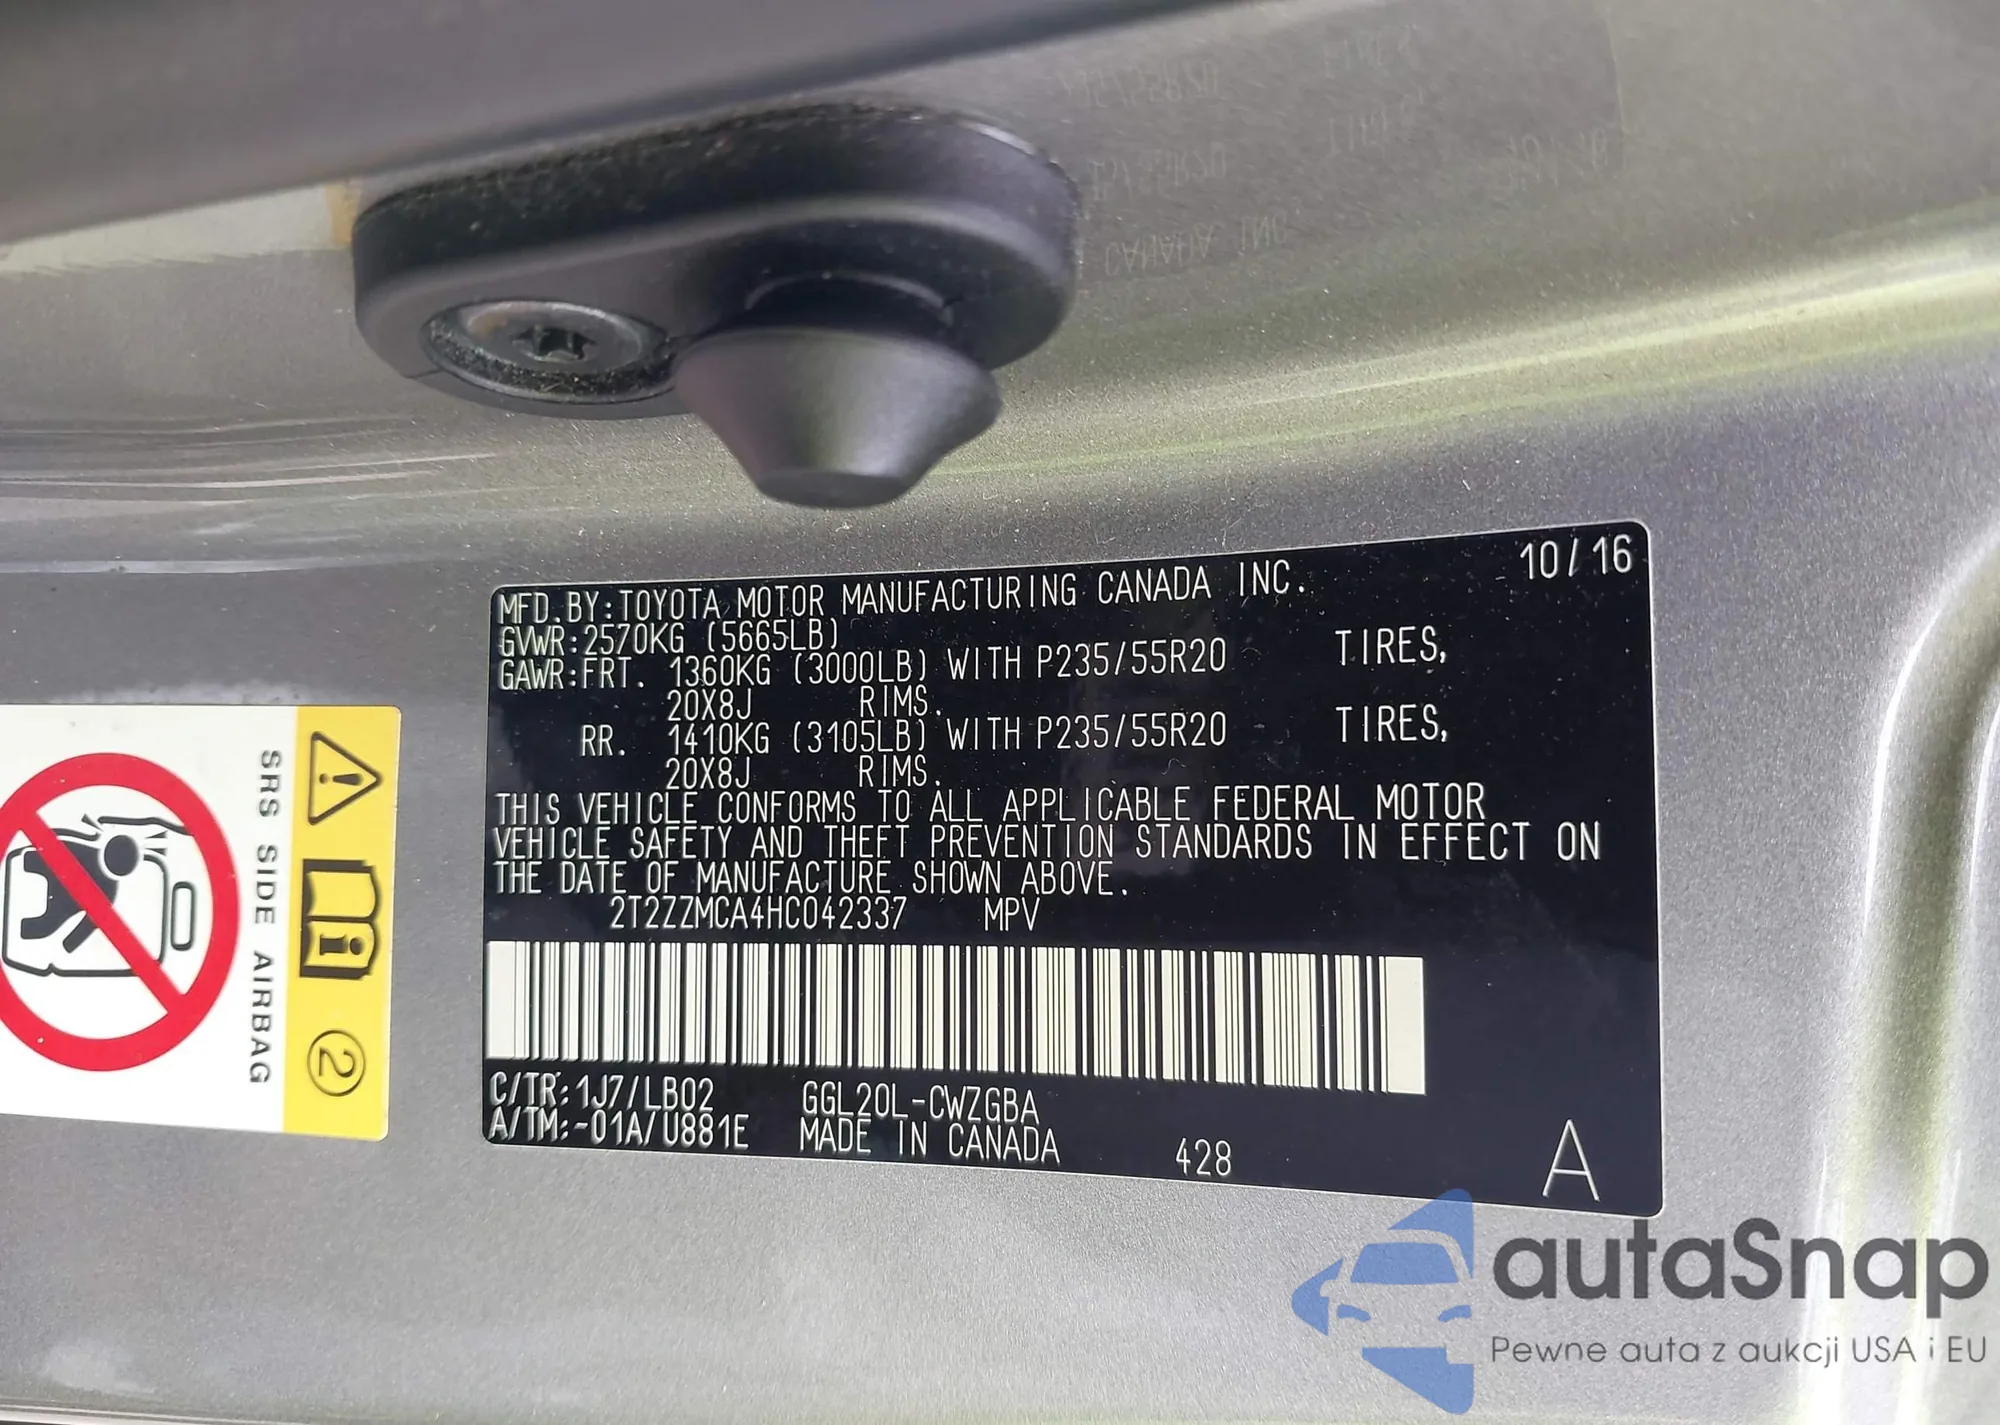 10/16
MFD.BY:TOYOTA MOTOR MANUFACTURING CANADA INC.
GVWR:2570KG (5665LB)
GAWR:FRT. 1360KG (3000LB) WITH P235/55R20 TIRES,
20X8J RIMS.
RR. 1410KG (3105LB) WITH P235/55R20 TIRES,
20X8J RIMS.
THIS VEHICLE CONFORMS TO ALL APPLICABLE FEDERAL MOTOR
VEHICLE SAFETY AND THEFT PREVENTION STANDARDS IN EFFECT ON
THE DATE OF MANUFACTURE SHOWN ABOVE.
2T2ZZMCA4HC042337 MPV
C/TR:1J7/LB02 GGL20L-CWZGBA
A/TM:-01A/U881E MADE IN CANADA 428 A
SRS SIDE AIRBAG
2
autaSnap
Pewne auta z aukcji USA i EU